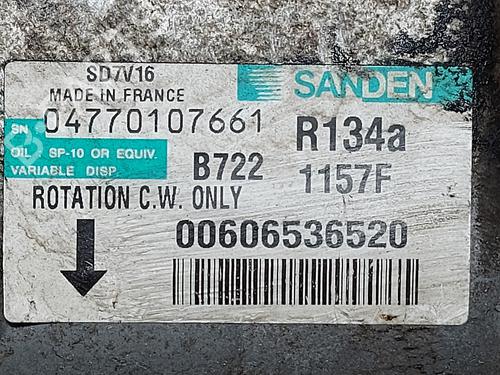 SD7V16
SANDEN
MADE IN FRANCE
SN 04770107661
R134a
OIL: SP-10 OR EQUIV.
VARIABLE DISP.
B722
1157F
ROTATION C.W. ONLY
00606536520